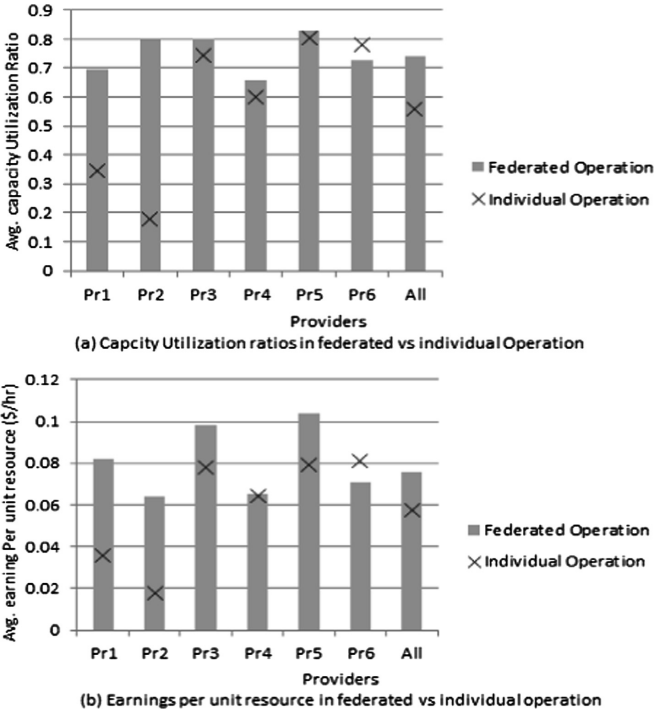 0.9
0.8
0.7
0.6
0.5
0.4
0.3
0.2
0.1
0
Avg. capacity Utilization Ratio
Pr1 Pr2 Pr3 Pr4 Pr5 Pr6 All
Providers
Federated Operation
Individual Operation
(a) Capcity Utilization ratios in federated vs individual Operation
0.12
0.1
0.08
0.06
0.04
0.02
0
Avg. earning Per unit resource ($/hr)
Pr1 Pr2 Pr3 Pr4 Pr5 Pr6 All
Providers
Federated Operation
Individual Operation
(b) Earnings per unit resource in federated vs individual operation